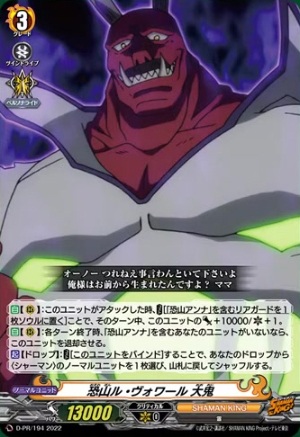 3
グレード
ツインドライブ
ペルソナライド
オーノー つれねえ事言わんといて下さいよ
俺様はお前から生まれたんですよ？ ママ
【自】【(R)】：このユニットがアタックした時、【コスト】【「恐山アンナ」を含むリアガードを1
枚ソウルに置く】ことで、そのターン中、このユニットの+10000/+1。
【自】【(R)】：各ターン終了時、「恐山アンナ」を含むあなたのユニットがいないなら、
このユニットを退却させる。
【起】【ドロップ】：【コスト】【このユニットをバインド】することで、ドロップから
〈シャーマン〉のノーマルユニットを1枚選び、山札に戻してシャッフルする。
ノーマルユニット
恐山ル・ヴォワール 大鬼
パワー
13000
クリティカル
0
SHAMAN KING
D-PR/194 2022